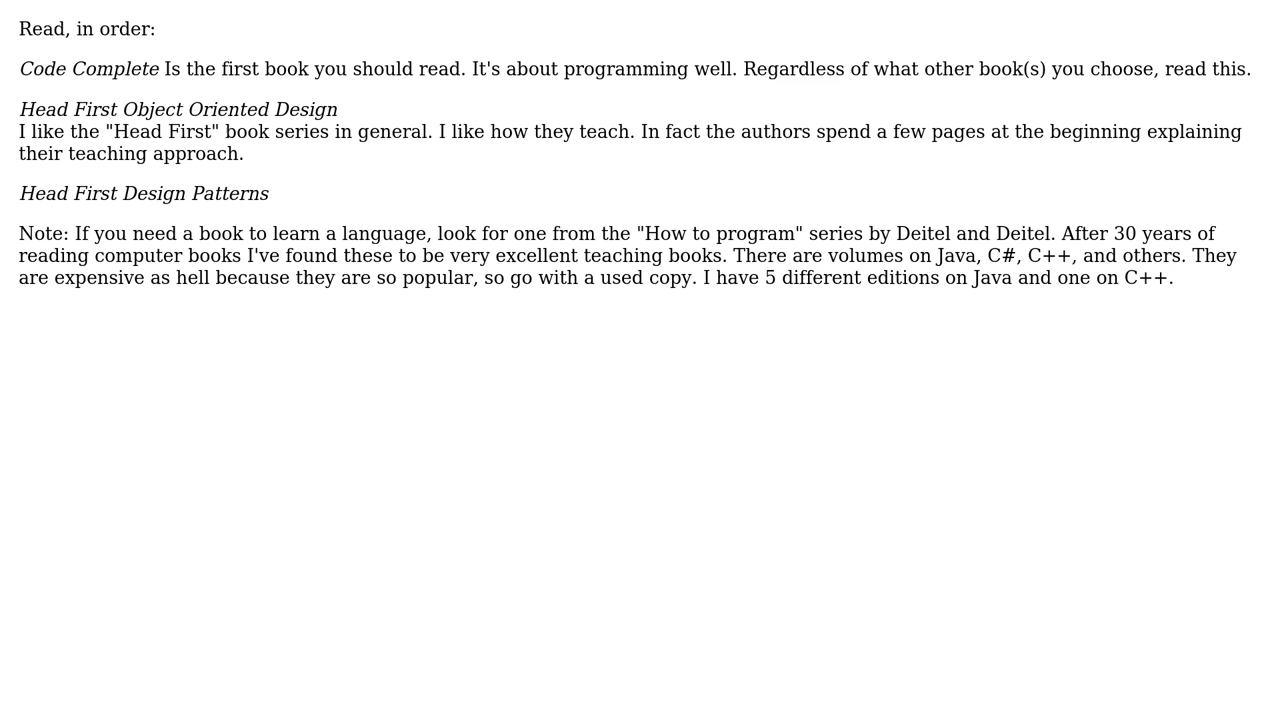 Read, in order:
Code Complete Is the first book you should read. It's about programming well. Regardless of what other book(s) you choose, read this.
Head First Object Oriented Design
I like the "Head First" book series in general. I like how they teach. In fact the authors spend a few pages at the beginning explaining
their teaching approach.
Head First Design Patterns
Note: If you need a book to learn a language, look for one from the "How to program" series by Deitel and Deitel. After 30 years of
reading computer books I've found these to be very excellent teaching books. There are volumes on Java, C#, C++, and others. They
are expensive as hell because they are so popular, so go with a used copy. I have 5 different editions on Java and one on C++.